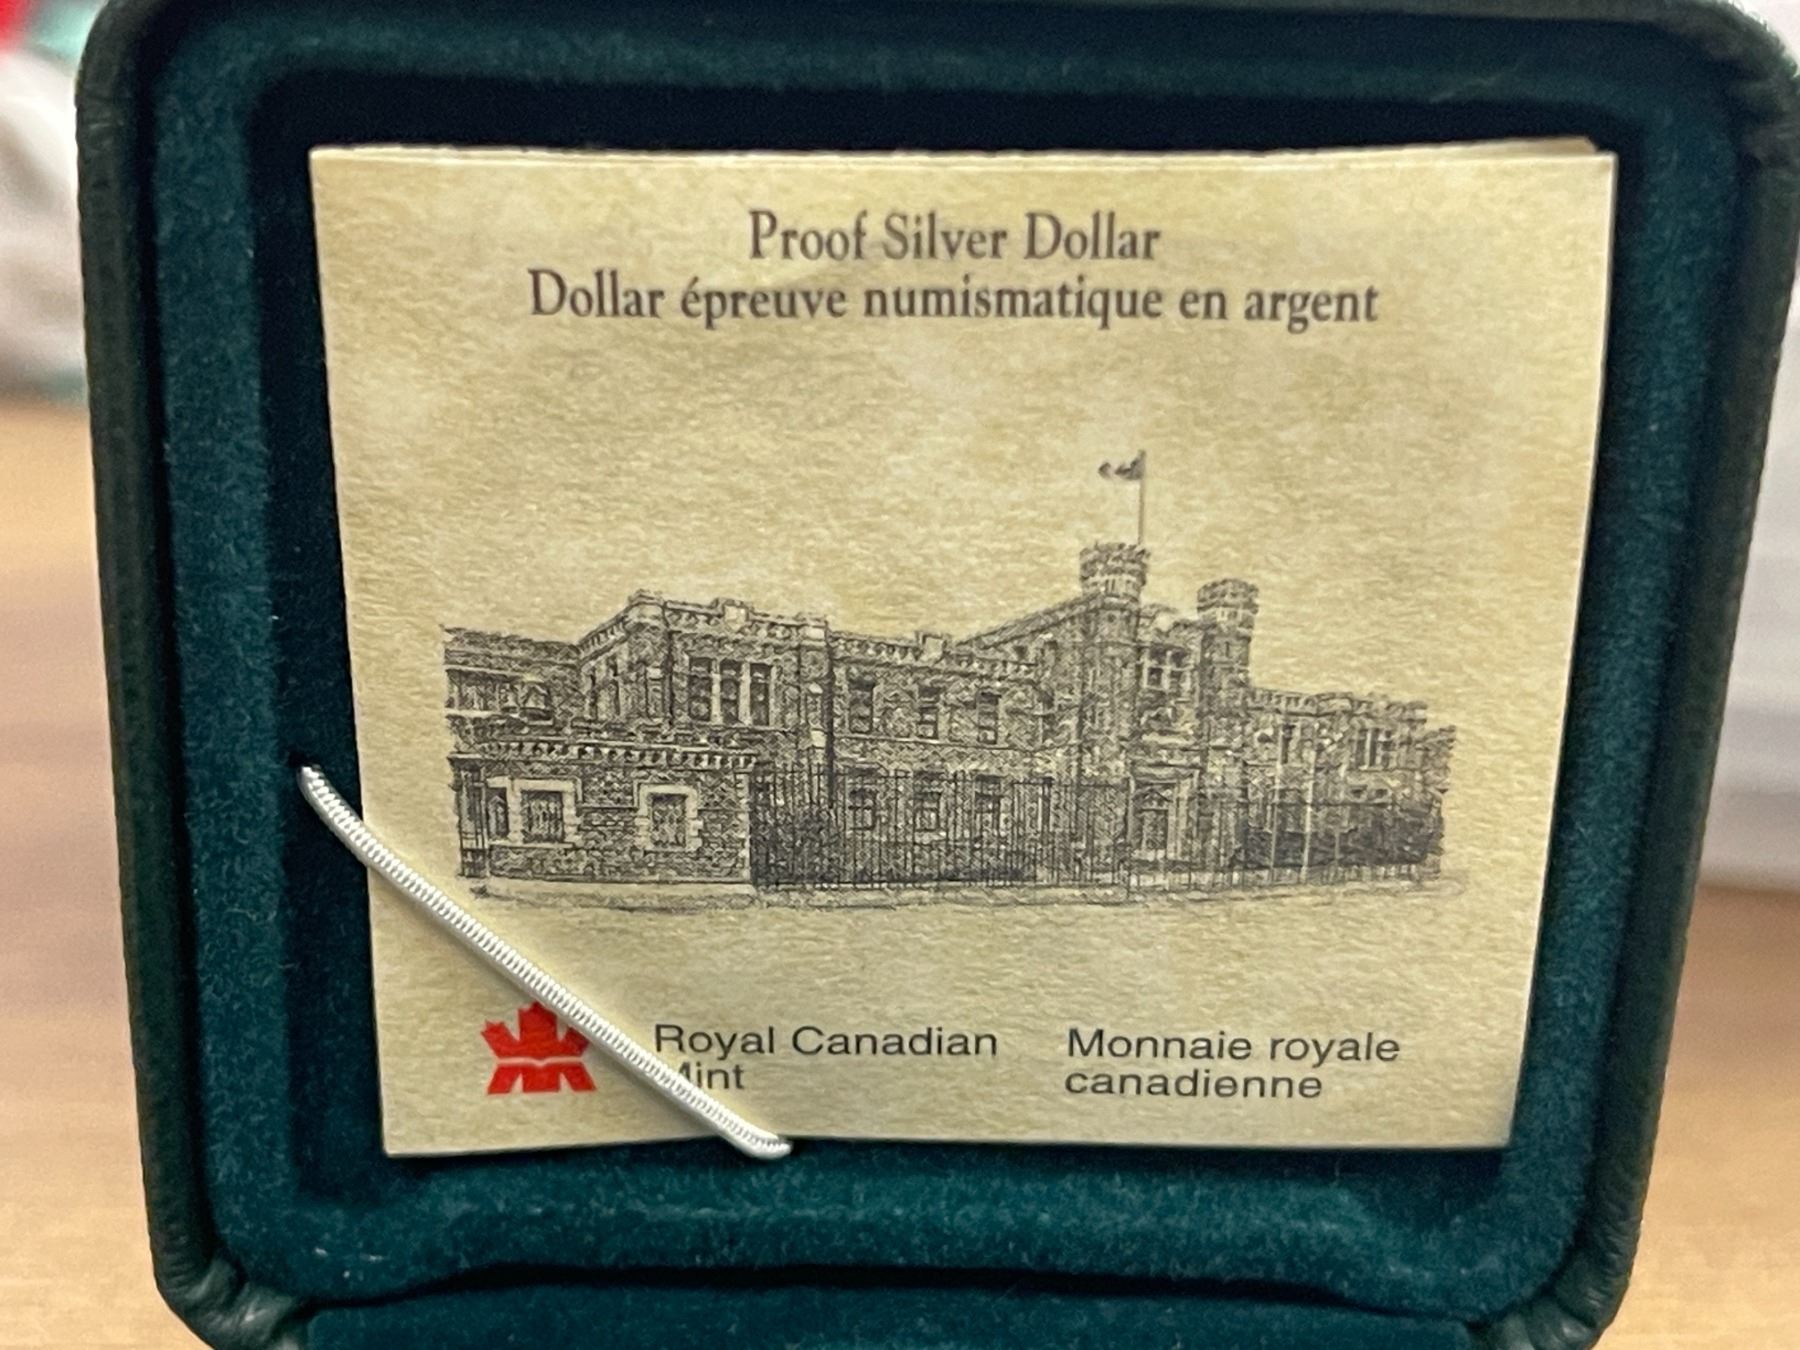 Proof Silver Dollar
Dollar épreuve numismatique en argent
Royal Canadian
Mint
Monnaie royale
canadienne